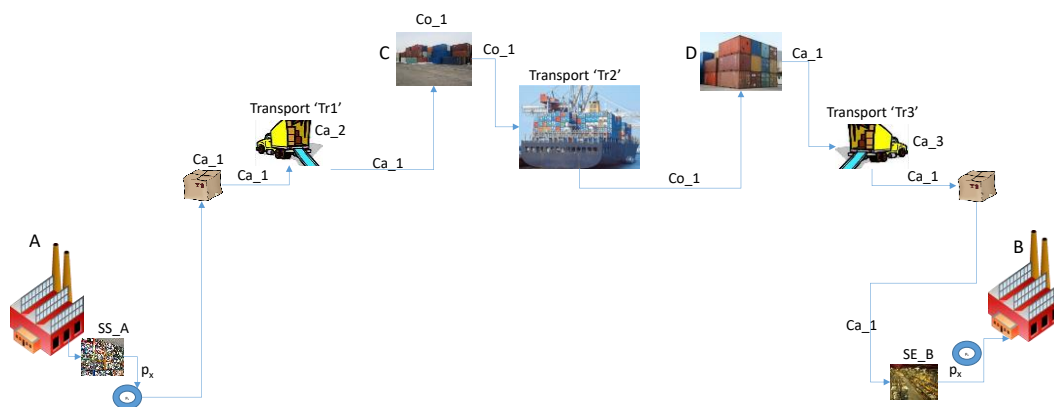 Co_1
C
Co_1
D
Ca_1
Transport ‘Tr1’
Ca_2
Transport ‘Tr2’
Transport ‘Tr3’
Ca_3
Ca_1
Ca_1
Ca_1
Co_1
Ca_1
A
B
SS_A
pₓ
Ca_1
SE_B
pₓ